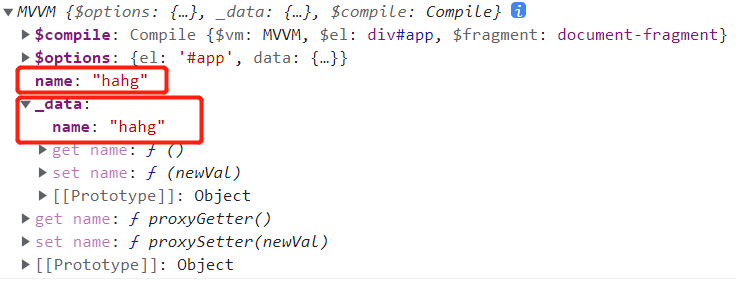 MVVM {$options: {…}, _data: {…}, $compile: Compile} i
$compile: Compile {$vm: MVVM, $el: div#app, $fragment: document-fragment}
$options: {el: '#app', data: {…}}
name: "hahg"
_data:
name: "hahg"
get name: ƒ ()
set name: ƒ (newVal)
[[Prototype]]: Object
get name: ƒ proxyGetter()
set name: ƒ proxySetter(newVal)
[[Prototype]]: Object